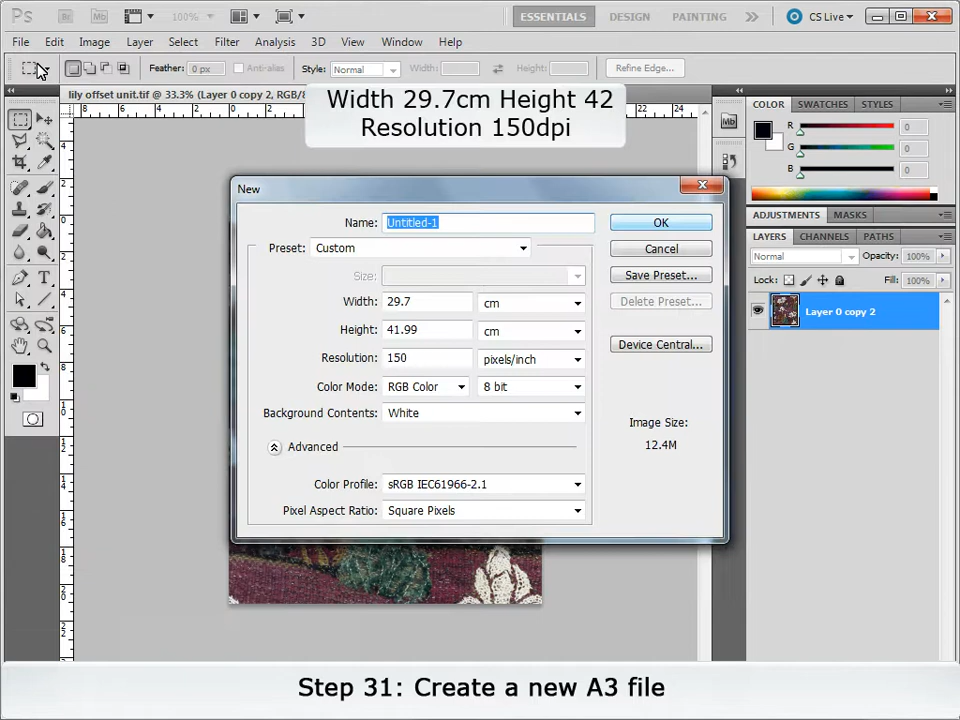 Ps Br Mb 100% ESSENTIALS DESIGN PAINTING CS Live
File Edit Image Layer Select Filter Analysis 3D View Window Help
Feather: 0 px Anti-alias Style: Normal Width: Height: Refine Edge...
lily offset unit.tif @ 33.3% (Layer 0 copy 2, RGB/8
Width 29.7cm Height 42
Resolution 150dpi
COLOR SWATCHES STYLES
R 0
G 0
B 0
ADJUSTMENTS MASKS
LAYERS CHANNELS PATHS
Normal Opacity: 100%
Lock: Fill: 100%
Layer 0 copy 2
New
Name: Untitled-1 OK
Preset: Custom Cancel
Size: Save Preset...
Width: 29.7 cm Delete Preset...
Height: 41.99 cm
Device Central...
Resolution: 150 pixels/inch
Color Mode: RGB Color 8 bit
Background Contents: White
Image Size:
12.4M
Advanced
Color Profile: sRGB IEC61966-2.1
Pixel Aspect Ratio: Square Pixels
Step 31: Create a new A3 file